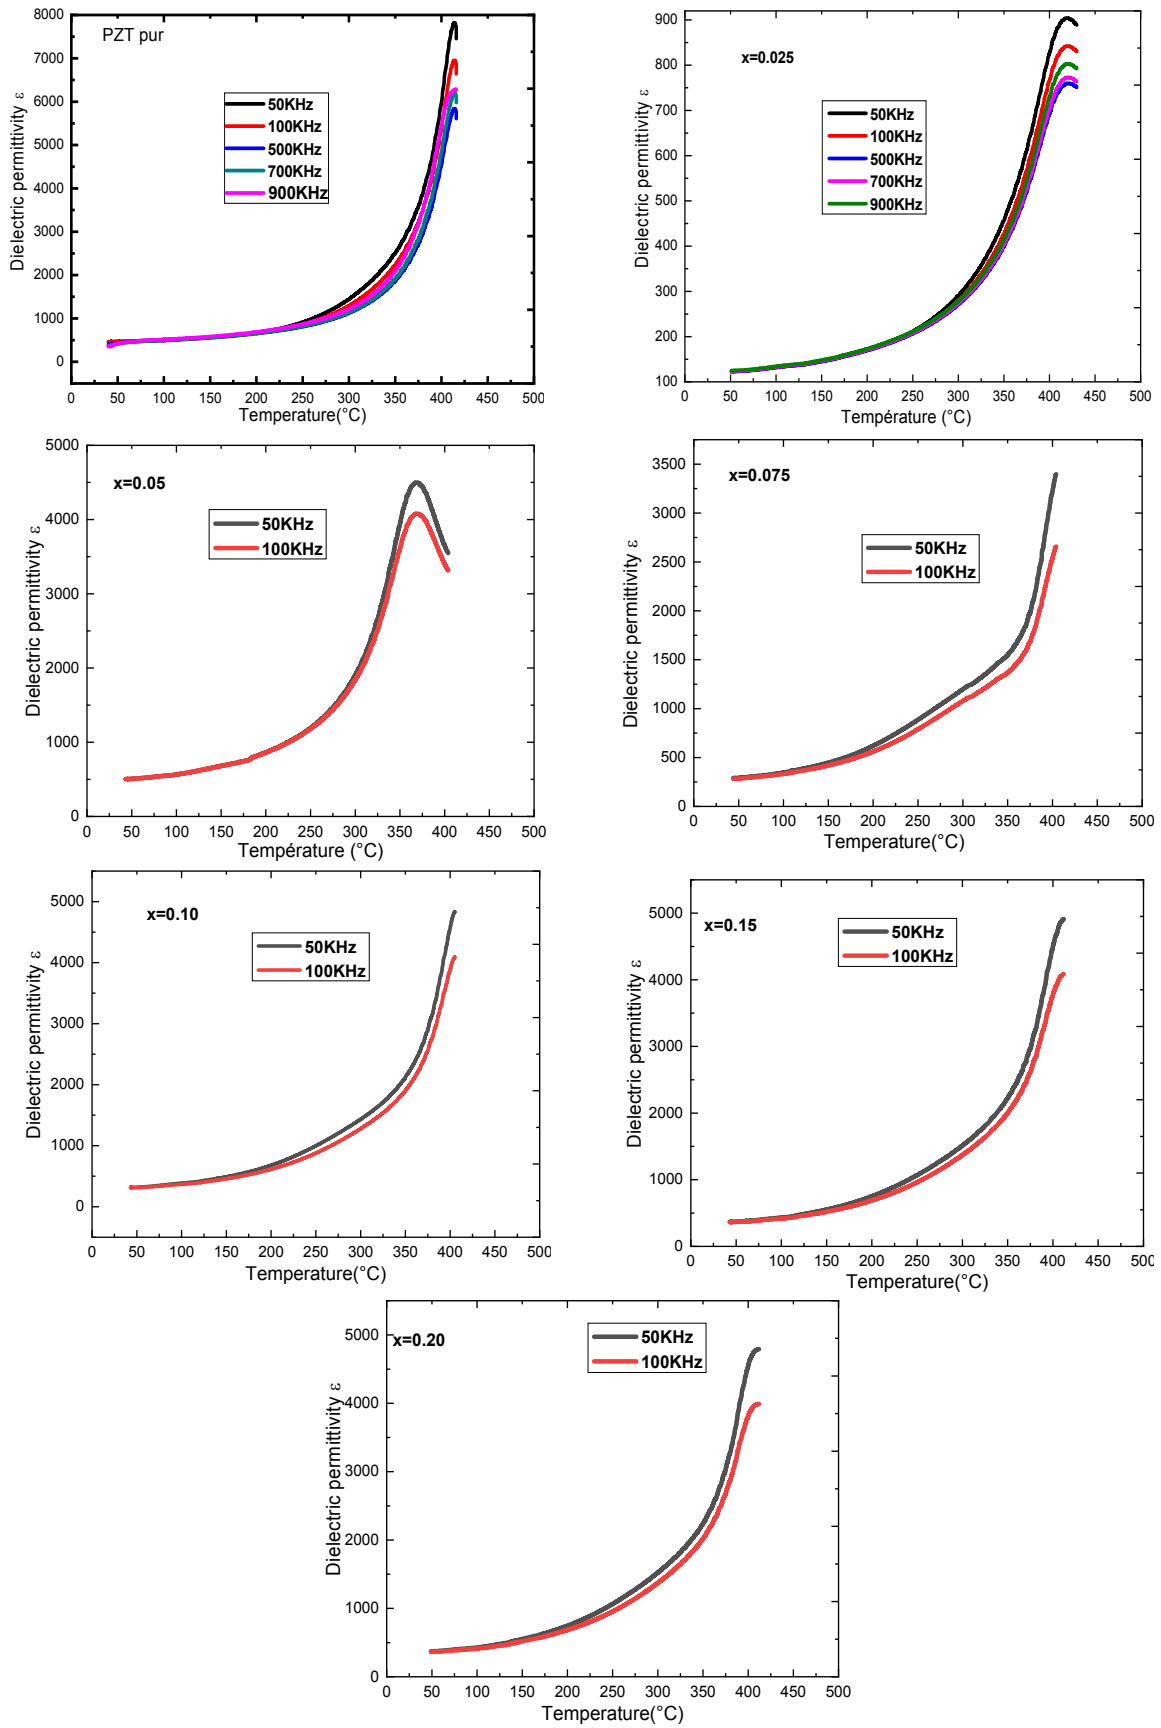 PZT pur
Dielectric permittivity ε
8000
7000
6000
5000
4000
3000
2000
1000
0
50KHz
100KHz
500KHz
700KHz
900KHz
0 50 100 150 200 250 300 350 400 450 500
Temperature(°C)
x=0.025
Dielectric permittivity ε
900
800
700
600
500
400
300
200
100
50KHz
100KHz
500KHz
700KHz
900KHz
0 50 100 150 200 250 300 350 400 450 500
Température (°C)
x=0.05
Dielectric permittivity ε
5000
4000
3000
2000
1000
0
50KHz
100KHz
0 50 100 150 200 250 300 350 400 450 500
Température (°C)
x=0.075
Dielectric permittivity ε
3500
3000
2500
2000
1500
1000
500
0
50KHz
100KHz
0 50 100 150 200 250 300 350 400 450 500
Temperature(°C)
x=0.10
Dielectric permittivity ε
5000
4000
3000
2000
1000
0
50KHz
100KHz
0 50 100 150 200 250 300 350 400 450 500
Temperature(°C)
x=0.15
Dielectric permittivity ε
5000
4000
3000
2000
1000
0
50KHz
100KHz
0 50 100 150 200 250 300 350 400 450 500
Temperature(°C)
x=0.20
Dielectric permittivity ε
5000
4000
3000
2000
1000
0
50KHz
100KHz
0 50 100 150 200 250 300 350 400 450 500
Temperature(°C)